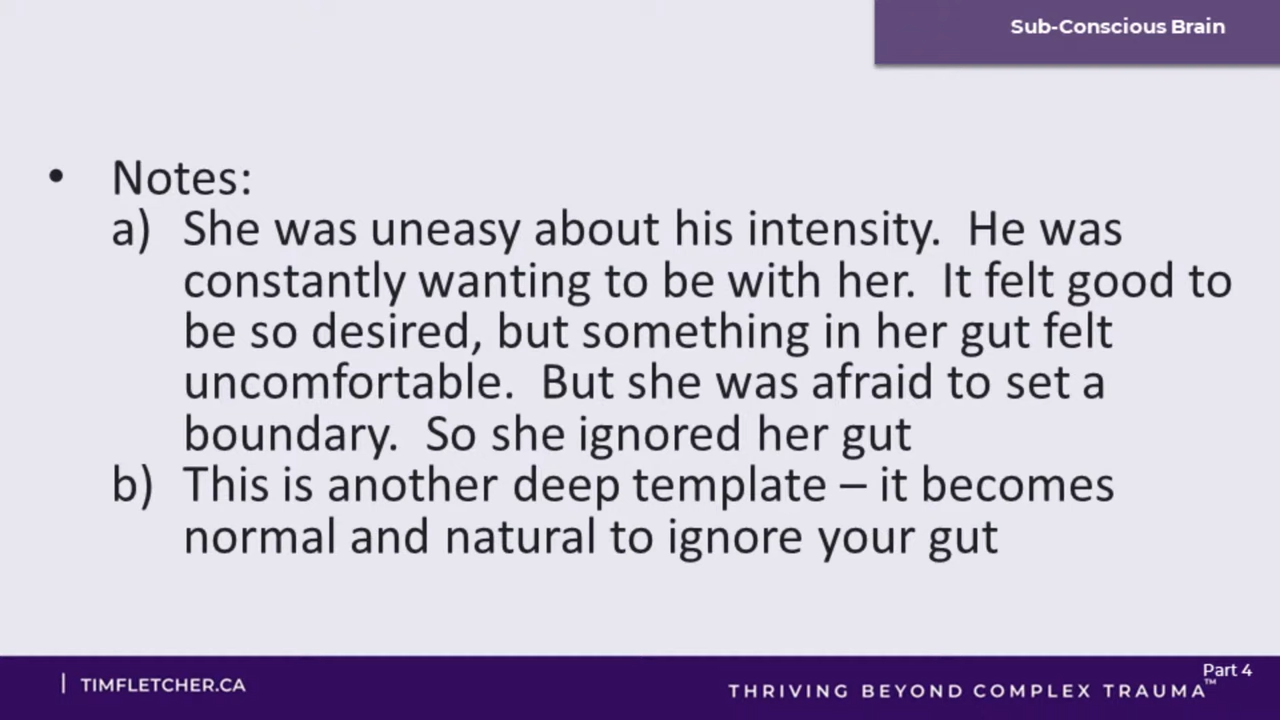 Sub-Conscious Brain
• Notes:
a) She was uneasy about his intensity.  He was
constantly wanting to be with her.  It felt good to
be so desired, but something in her gut felt
uncomfortable.  But she was afraid to set a
boundary.  So she ignored her gut
b) This is another deep template – it becomes
normal and natural to ignore your gut
| TIMFLETCHER.CA
Part 4
THRIVING BEYOND COMPLEX TRAUMA™